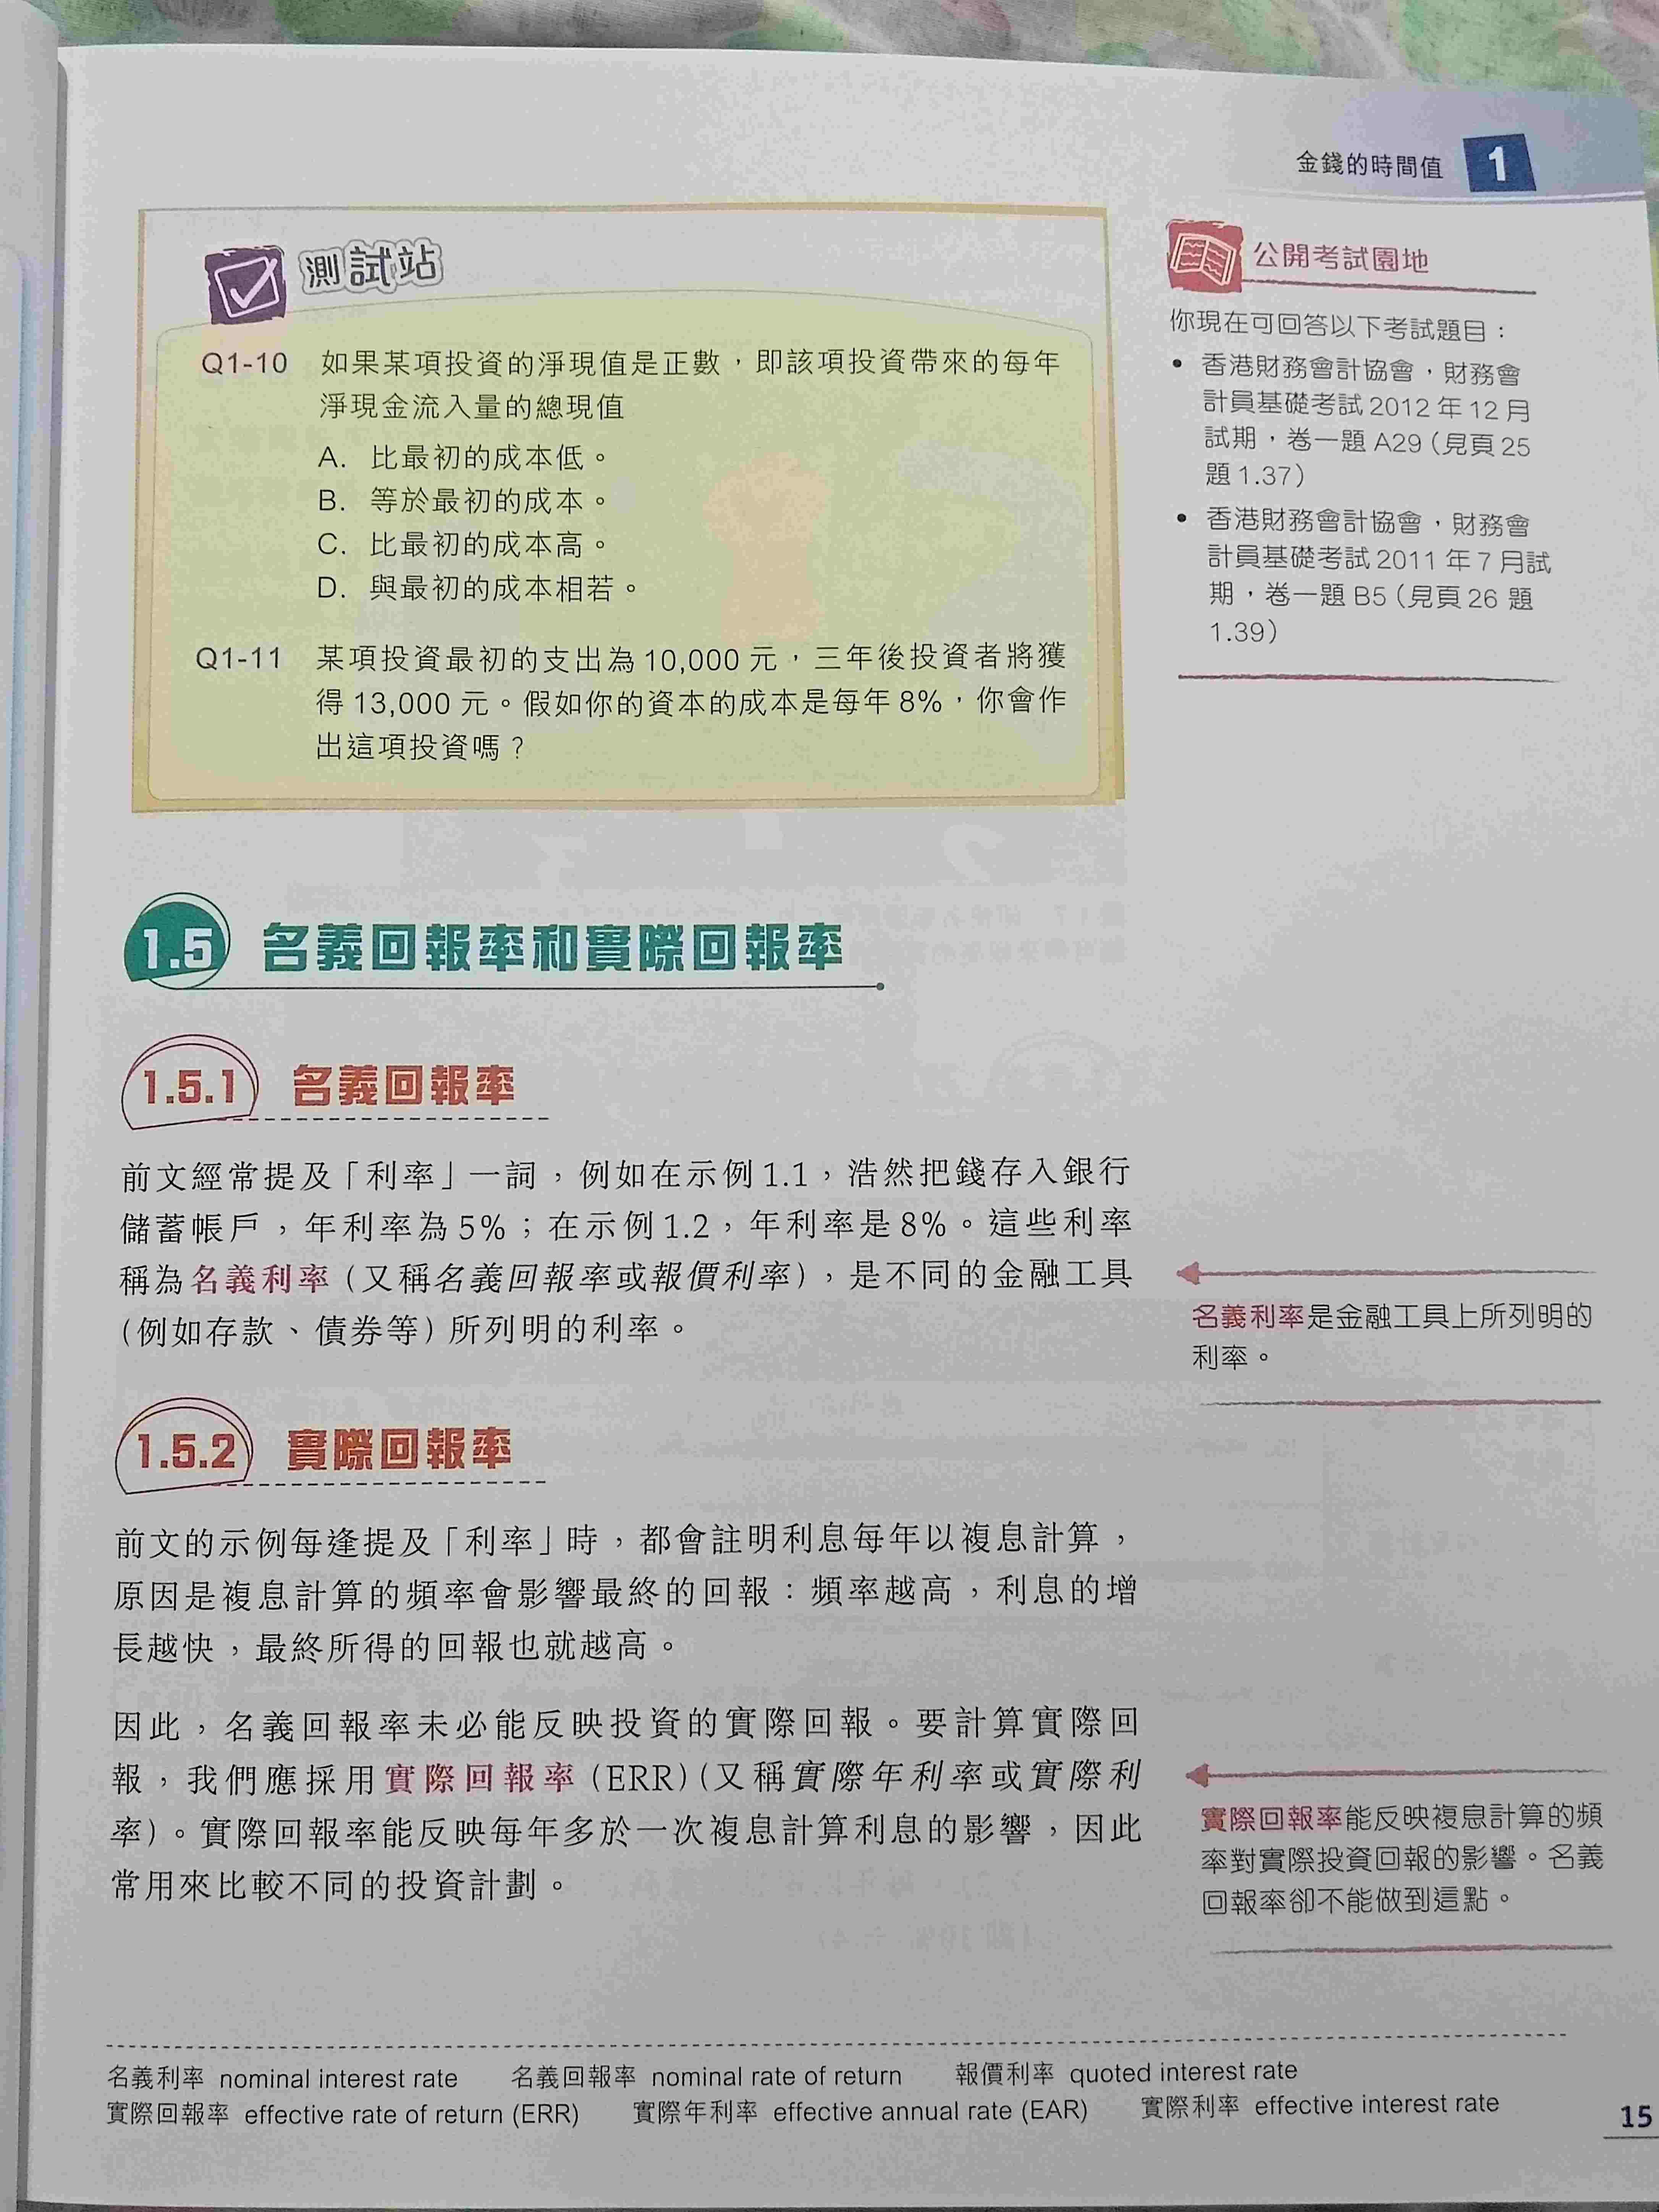 金錢的時間值 1
測試站
Q1-10 如果某項投資的淨現值是正數，即該項投資帶來的每年
淨現金流入量的總現值
A. 比最初的成本低。
B. 等於最初的成本。
C. 比最初的成本高。
D. 與最初的成本相若。
Q1-11 某項投資最初的支出為 10,000 元，三年後投資者將獲
得 13,000 元。假如你的資本的成本是每年 8%，你會作
出這項投資嗎？
公開考試園地
你現在可回答以下考試題目：
• 香港財務會計協會，財務會
計員基礎考試 2012 年 12 月
試期，卷一題 A29（見頁 25
題 1.37）
• 香港財務會計協會，財務會
計員基礎考試 2011 年 7 月試
期，卷一題 B5（見頁 26 題
1.39）
1.5 名義回報率和實際回報率
1.5.1 名義回報率
前文經常提及「利率」一詞，例如在示例 1.1，浩然把錢存入銀行
儲蓄帳戶，年利率為 5%；在示例 1.2，年利率是 8%。這些利率
稱為名義利率（又稱名義回報率或報價利率），是不同的金融工具
（例如存款、債券等）所列明的利率。
名義利率是金融工具上所列明的
利率。
1.5.2 實際回報率
前文的示例每逢提及「利率」時，都會註明利息每年以複息計算，
原因是複息計算的頻率會影響最終的回報：頻率越高，利息的增
長越快，最終所得的回報也就越高。
因此，名義回報率未必能反映投資的實際回報。要計算實際回
報，我們應採用實際回報率（ERR）（又稱實際年利率或實際利
率）。實際回報率能反映每年多於一次複息計算利息的影響，因此
常用來比較不同的投資計劃。
實際回報率能反映複息計算的頻
率對實際投資回報的影響。名義
回報率卻不能做到這點。
名義利率 nominal interest rate 名義回報率 nominal rate of return 報價利率 quoted interest rate
實際回報率 effective rate of return (ERR) 實際年利率 effective annual rate (EAR) 實際利率 effective interest rate
15